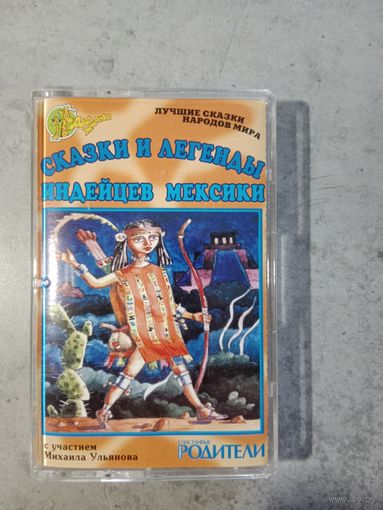 ЛУЧШИЕ СКАЗКИ
НАРОДОВ МИРА
СКАЗКИ И ЛЕГЕНДЫ
ИНДЕЙЦЕВ МЕКСИКИ
с участием
Михаила Ульянова
СЧАСТЛИВЫЕ
РОДИТЕЛИ